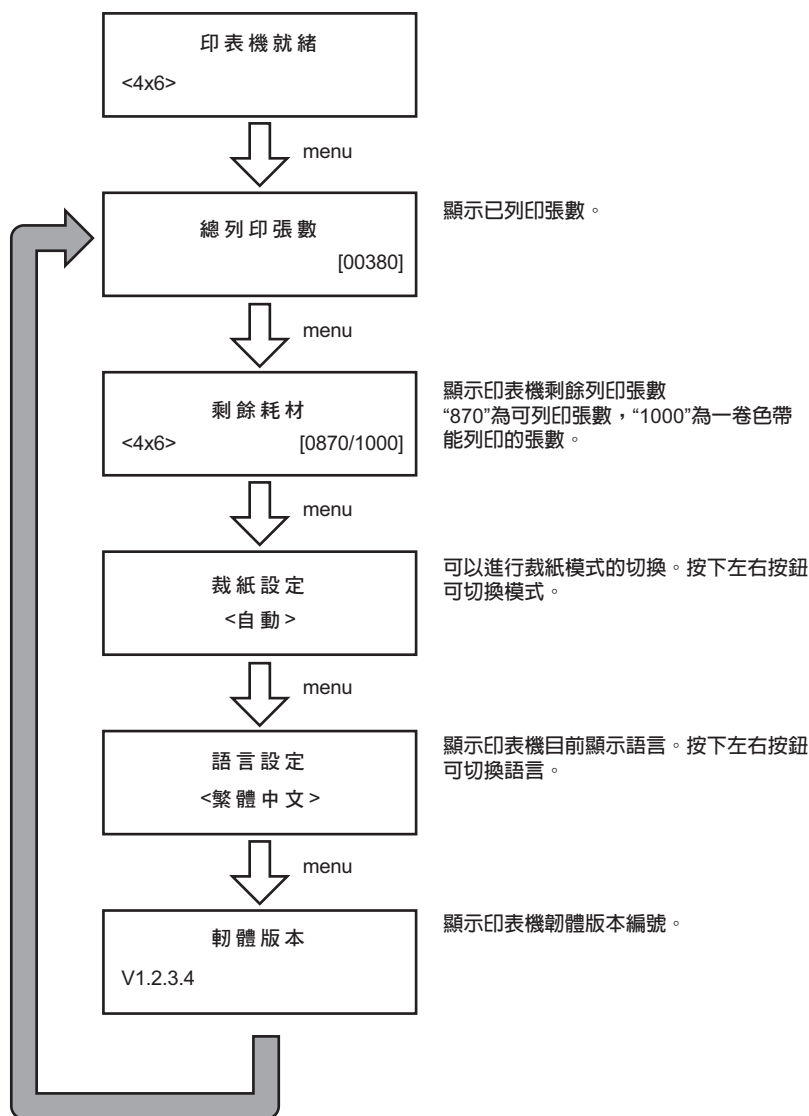 印表機就緒
<4x6>
menu
總列印張數
[00380]
顯示已列印張數。
menu
剩餘耗材
<4x6> [0870/1000]
顯示印表機剩餘列印張數
“870”為可列印張數，“1000”為一卷色帶
能列印的張數。
menu
裁紙設定
<自動>
可以進行裁紙模式的切換。按下左右按鈕
可切換模式。
menu
語言設定
<繁體中文>
顯示印表機目前顯示語言。按下左右按鈕
可切換語言。
menu
軔體版本
V1.2.3.4
顯示印表機韌體版本編號。